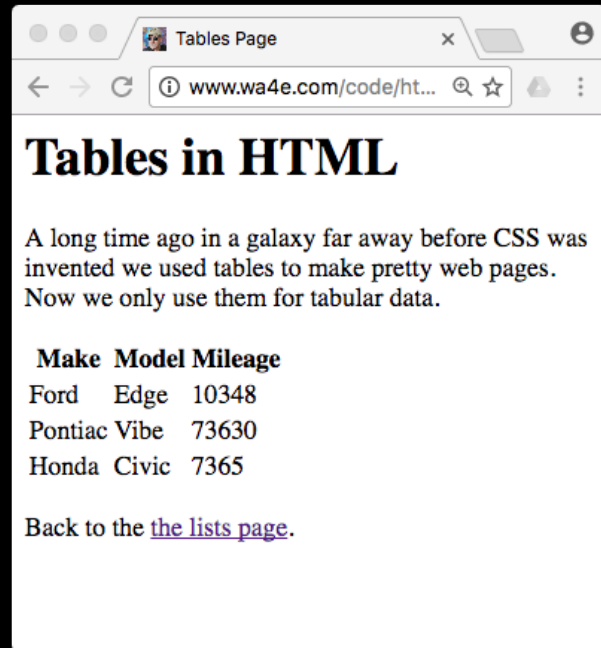 Tables Page
www.wa4e.com/code/ht...
Tables in HTML
A long time ago in a galaxy far away before CSS was
invented we used tables to make pretty web pages.
Now we only use them for tabular data.
Make Model Mileage
Ford Edge 10348
Pontiac Vibe 73630
Honda Civic 7365
Back to the the lists page.